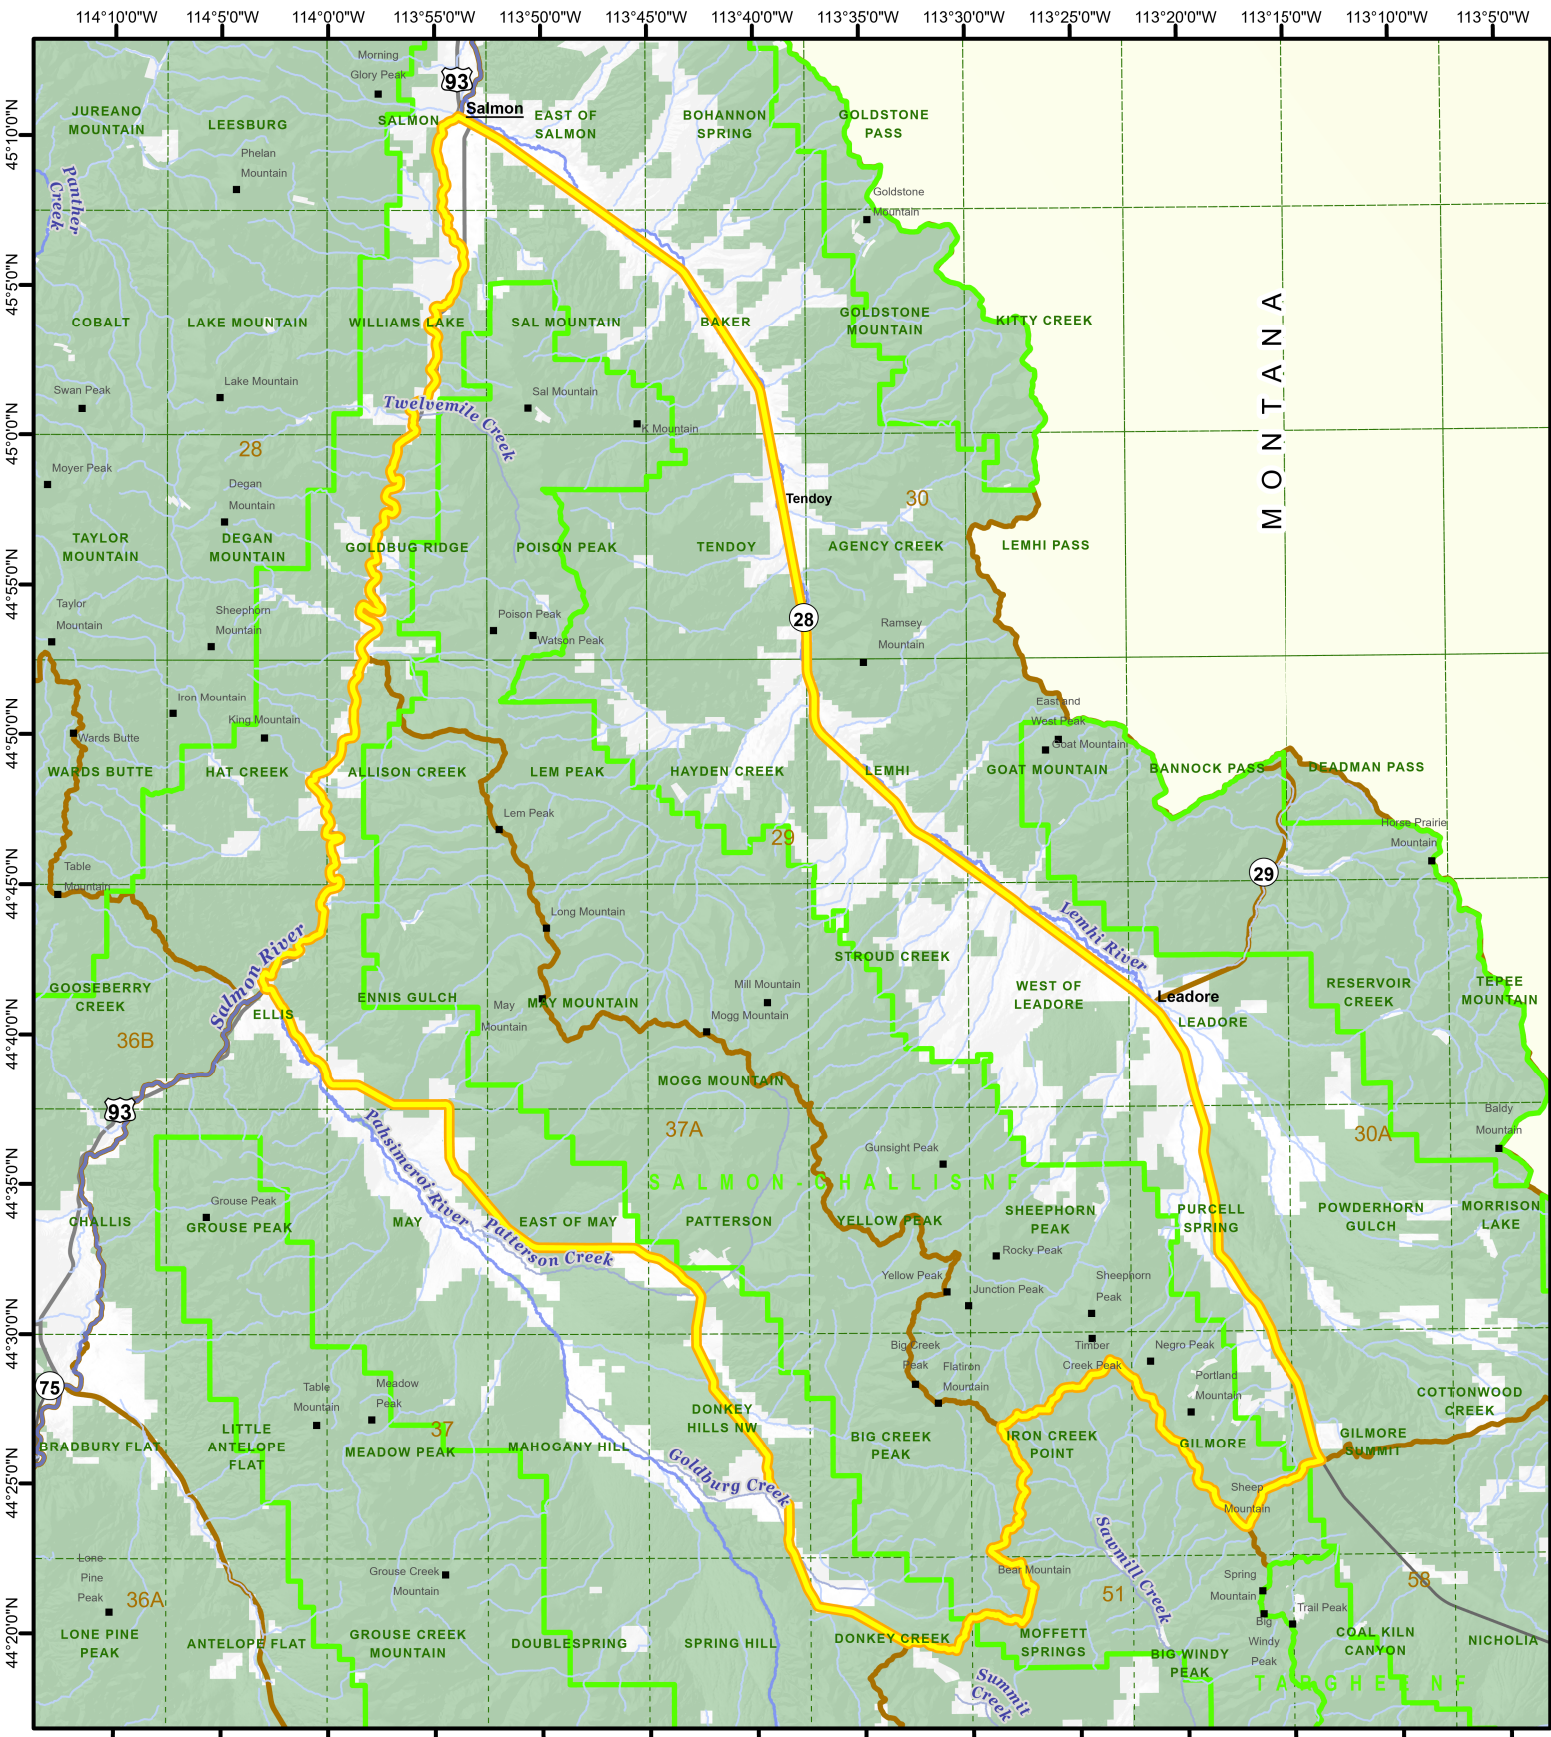 114°10'0"W 114°5'0"W 114°0'0"W 113°55'0"W 113°50'0"W 113°45'0"W 113°40'0"W 113°35'0"W 113°30'0"W 113°25'0"W 113°20'0"W 113°15'0"W 113°10'0"W 113°5'0"W
45°10'0"N
45°5'0"N
45°0'0"N
44°55'0"N
44°50'0"N
44°45'0"N
44°40'0"N
44°35'0"N
44°30'0"N
44°25'0"N
44°20'0"N
Morning
Glory Peak
93
Salmon
JUREANO
MOUNTAIN
LEESBURG
SALMON
EAST OF
SALMON
BOHANNON
SPRING
GOLDSTONE
PASS
Phelan
Mountain
Panther
Creek
Goldstone
Mountain
MONTANA
COBALT
LAKE MOUNTAIN
WILLIAMS LAKE
SAL MOUNTAIN
BAKER
GOLDSTONE
MOUNTAIN
KITTY CREEK
Swan Peak
Lake Mountain
Twelvemile Creek
Sal Mountain
K Mountain
28
Moyer Peak
Degan
Mountain
Tendoy
30
TAYLOR
MOUNTAIN
DEGAN
MOUNTAIN
GOLDBUG RIDGE
POISON PEAK
TENDOY
AGENCY CREEK
LEMHI PASS
Taylor
Mountain
Sheephorn
Mountain
Poison Peak
Watson Peak
28
Ramsey
Mountain
Iron Mountain
King Mountain
Wards Butte
East and
West Peak
Goat Mountain
WARDS BUTTE
HAT CREEK
ALLISON CREEK
LEM PEAK
HAYDEN CREEK
LEMHI
GOAT MOUNTAIN
BANNOCK PASS
DEADMAN PASS
Lem Peak
29
Horse Prairie
Mountain
Table
Mountain
29
Long Mountain
Lemhi River
Salmon River
STROUD CREEK
GOOSEBERRY
CREEK
ELLIS
ENNIS GULCH
May
Mountain
MAY MOUNTAIN
Mill Mountain
Mogg Mountain
WEST OF
LEADORE
Leadore
LEADORE
RESERVOIR
CREEK
TEPEE
MOUNTAIN
36B
MOGG MOUNTAIN
93
Pahsimeroi River
37A
Gunsight Peak
30A
Baldy
Mountain
SALMON-CHALLIS NF
Grouse Peak
CHALLIS
GROUSE PEAK
MAY
EAST OF MAY
PATTERSON
YELLOW PEAK
SHEEPHORN
PEAK
PURCELL
SPRING
POWDERHORN
GULCH
MORRISON
LAKE
Patterson Creek
Rocky Peak
Yellow Peak
Junction Peak
Sheephorn
Peak
75
Big Creek
Peak
Flatiron
Mountain
Timber
Creek Peak
Negro Peak
Portland
Mountain
Table
Mountain
Meadow
Peak
37
DONKEY
HILLS NW
COTTONWOOD
CREEK
BRADBURY FLAT
LITTLE
ANTELOPE
FLAT
MEADOW PEAK
MAHOGANY HILL
BIG CREEK
PEAK
IRON CREEK
POINT
GILMORE
GILMORE
SUMMIT
Goldburg Creek
Sheep
Mountain
Sawmill Creek
Lone
Pine
Peak
36A
Grouse Creek
Mountain
Bear Mountain
51
Spring
Mountain
58
Trail Peak
Big
Windy
Peak
LONE PINE
PEAK
ANTELOPE FLAT
GROUSE CREEK
MOUNTAIN
DOUBLESPRING
SPRING HILL
DONKEY CREEK
MOFFETT
SPRINGS
BIG WINDY
PEAK
COAL KILN
CANYON
NICHOLIA
Summit
Creek
TARGHEE NF